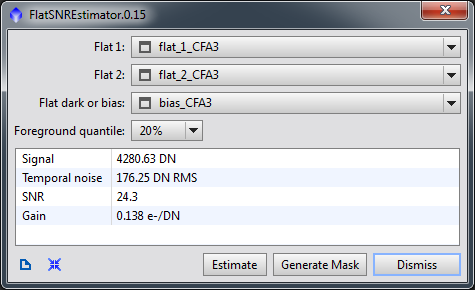 FlatSNREstimator.0.15
Flat 1: flat_1_CFA3
Flat 2: flat_2_CFA3
Flat dark or bias: bias_CFA3
Foreground quantile: 20%
Signal 4280.63 DN
Temporal noise 176.25 DN RMS
SNR 24.3
Gain 0.138 e-/DN
Estimate Generate Mask Dismiss